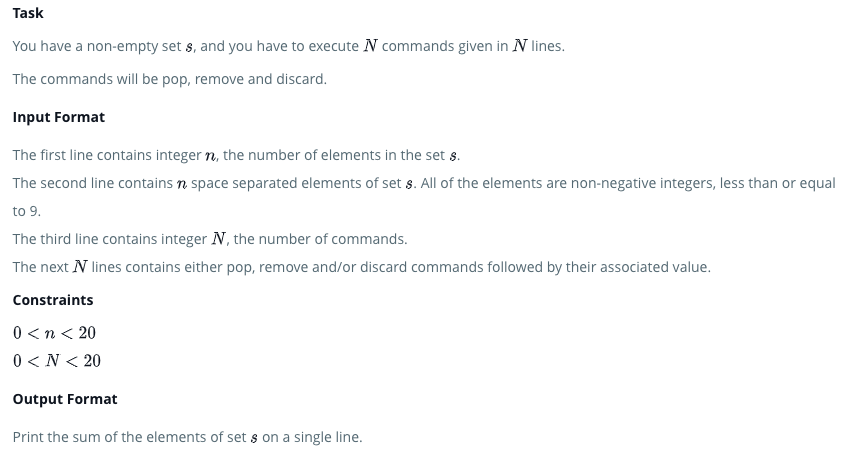 Task
You have a non-empty set s, and you have to execute N commands given in N lines.
The commands will be pop, remove and discard.
Input Format
The first line contains integer n, the number of elements in the set s.
The second line contains n space separated elements of set s. All of the elements are non-negative integers, less than or equal
to 9.
The third line contains integer N, the number of commands.
The next N lines contains either pop, remove and/or discard commands followed by their associated value.
Constraints
0 < n < 20
0 < N < 20
Output Format
Print the sum of the elements of set s on a single line.